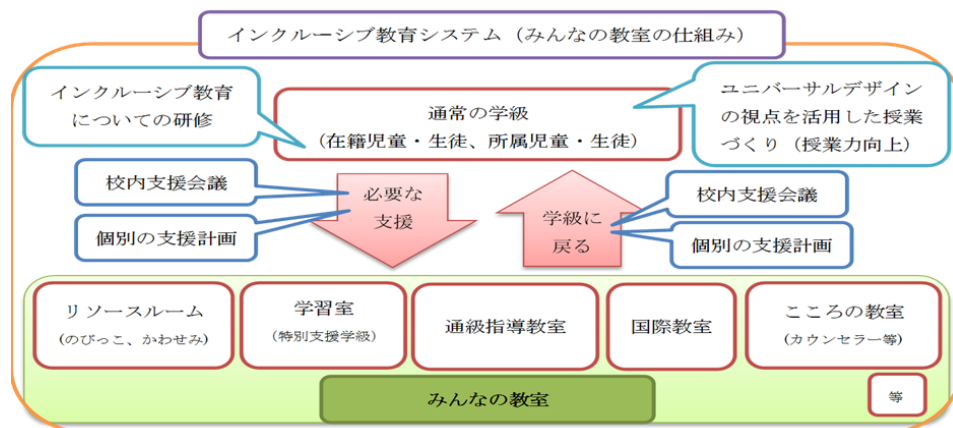 インクルーシブ教育システム（みんなの教室の仕組み）
インクルーシブ教育
についての研修
通常の学級
（在籍児童・生徒、所属児童・生徒）
ユニバーサルデザイン
の視点を活用した授業
づくり（授業力向上）
校内支援会議
個別の支援計画
必要な
支援
学級に
戻る
校内支援会議
個別の支援計画
リソースルーム
（のびっこ、かわせみ）
学習室
（特別支援学級）
通級指導教室
国際教室
こころの教室
（カウンセラー等）
みんなの教室
等